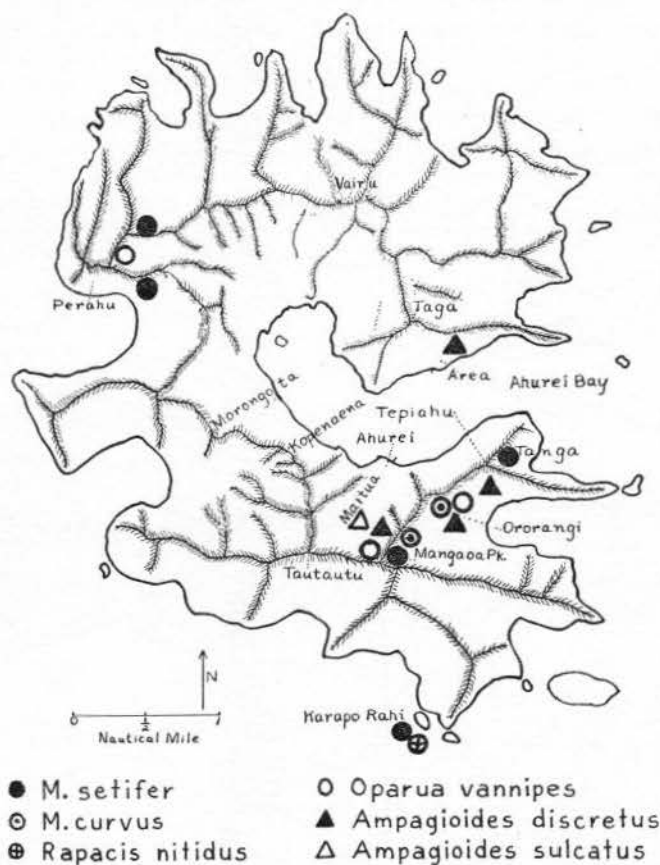 Vairu
Perahu
Taga
Area
Ahurei Bay
Morongota
Kopenaena
Tepiahu
Ahurei
Tanga
Maitua
Ororangi
Mangaoa Pk.
Tautautu
N
0 ½ 1
Nautical Mile
Karapo Rahi
M. setifer
M. curvus
Rapacis nitidus
Oparua vannipes
Ampagioides discretus
Ampagioides sulcatus